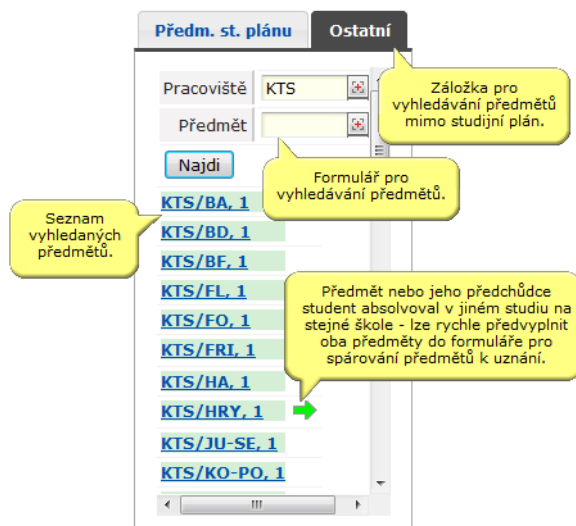 Předm. st. plánu
Ostatní
Pracoviště
KTS
Předmět
Najdi
Záložka pro
vyhledávání předmětů
mimo studijní plán.
Formulář pro
vyhledávání předmětů.
Seznam
vyhledaných
předmětů.
KTS/BA, 1
KTS/BD, 1
KTS/BF, 1
KTS/FL, 1
KTS/FO, 1
KTS/FRI, 1
KTS/HA, 1
KTS/HRY, 1
KTS/JU-SE, 1
KTS/KO-PO, 1
Předmět nebo jeho předchůdce
student absolvoval v jiném studiu na
stejné škole - lze rychle předvyplnit
oba předměty do formuláře pro
spárování předmětů k uznání.